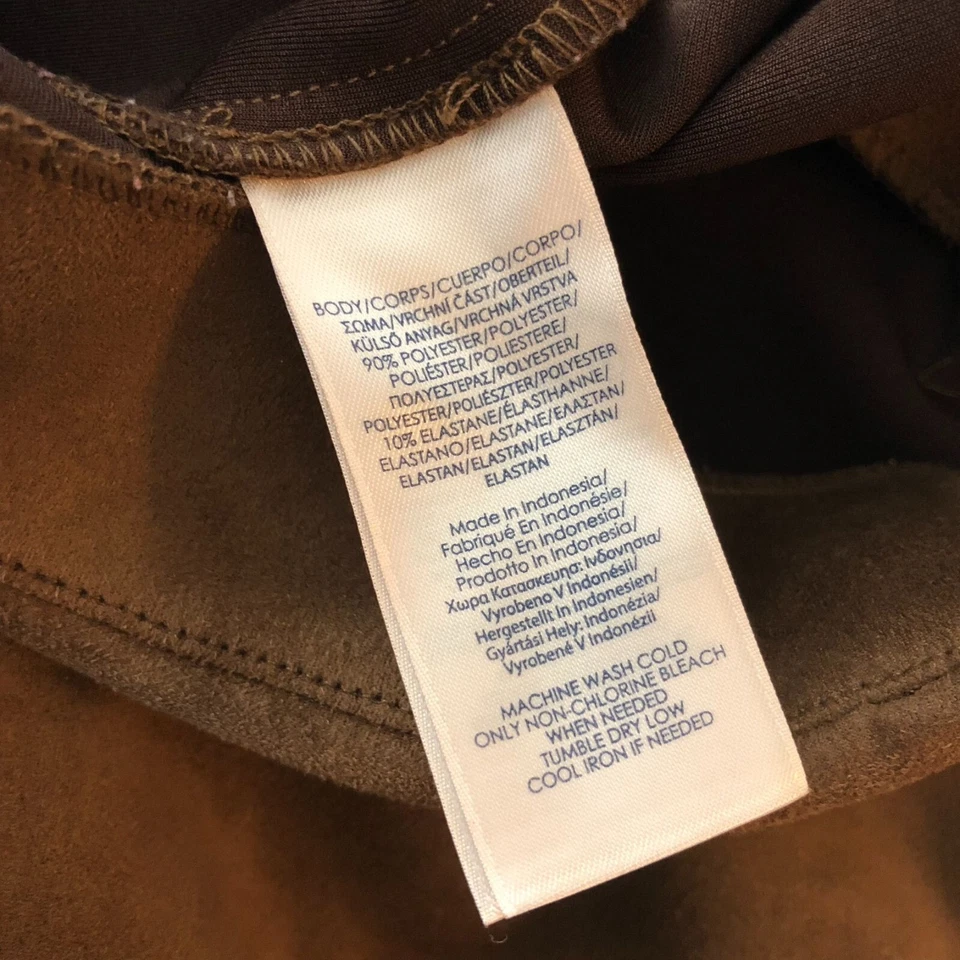 BODY/CORPS/CUERPO/CORPO/
ΣΩΜΑ/VRCHNÍ ČÁST/OBERTEIL/
KÜLSŐ ANYAG/VRCHNÁ VRSTVA
90% POLYESTER/POLYESTER/
POLIÉSTER/POLIESTERE/
ΠΟΛΥΕΣΤΕΡΑΣ/POLYESTER/
POLYESTER/POLIÉSZTER/POLYESTER
10% ELASTANE/ÉLASTHANNE/
ELASTANO/ELASTANE/ΕΛΑΣΤΑΝ/
ELASTAN/ELASTAN/ELASZTÁN/
ELASTAN
Made In Indonesia/
Fabriqué En Indonésie/
Hecho En Indonesia/
Prodotto In Indonesia/
Χωρα Κατασκευησ: Ινδονησια/
Vyrobeno V Indonésii/
Hergestellt In Indonesien/
Gyártási Hely: Indonézia/
Vyrobené V Indonézii
MACHINE WASH COLD
ONLY NON-CHLORINE BLEACH
WHEN NEEDED
TUMBLE DRY LOW
COOL IRON IF NEEDED